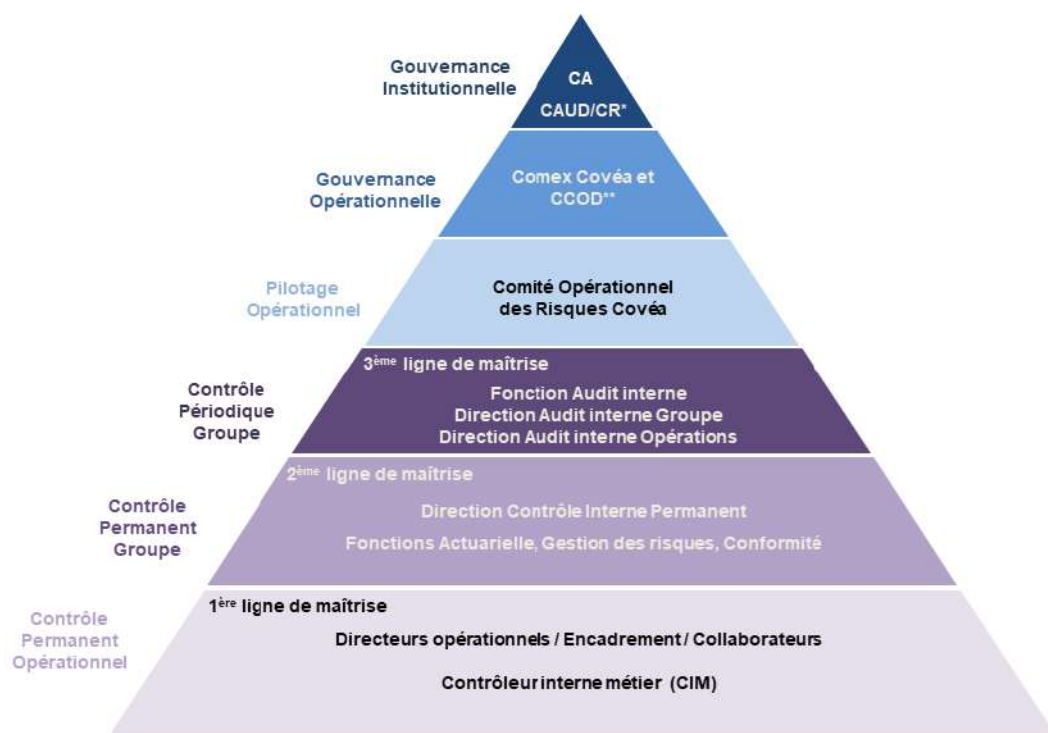 Gouvernance
Institutionnelle
CA
CAUD/CR*
Gouvernance
Opérationnelle
Comex Covéa et
CCOD**
Pilotage
Opérationnel
Comité Opérationnel
des Risques Covéa
Contrôle
Périodique
Groupe
3ème ligne de maîtrise
Fonction Audit interne
Direction Audit interne Groupe
Direction Audit interne Opérations
Contrôle
Permanent
Groupe
2ème ligne de maîtrise
Direction Contrôle Interne Permanent
Fonctions Actuarielle, Gestion des risques, Conformité
Contrôle
Permanent
Opérationnel
1ère ligne de maîtrise
Directeurs opérationnels / Encadrement / Collaborateurs
Contrôleur interne métier (CIM)